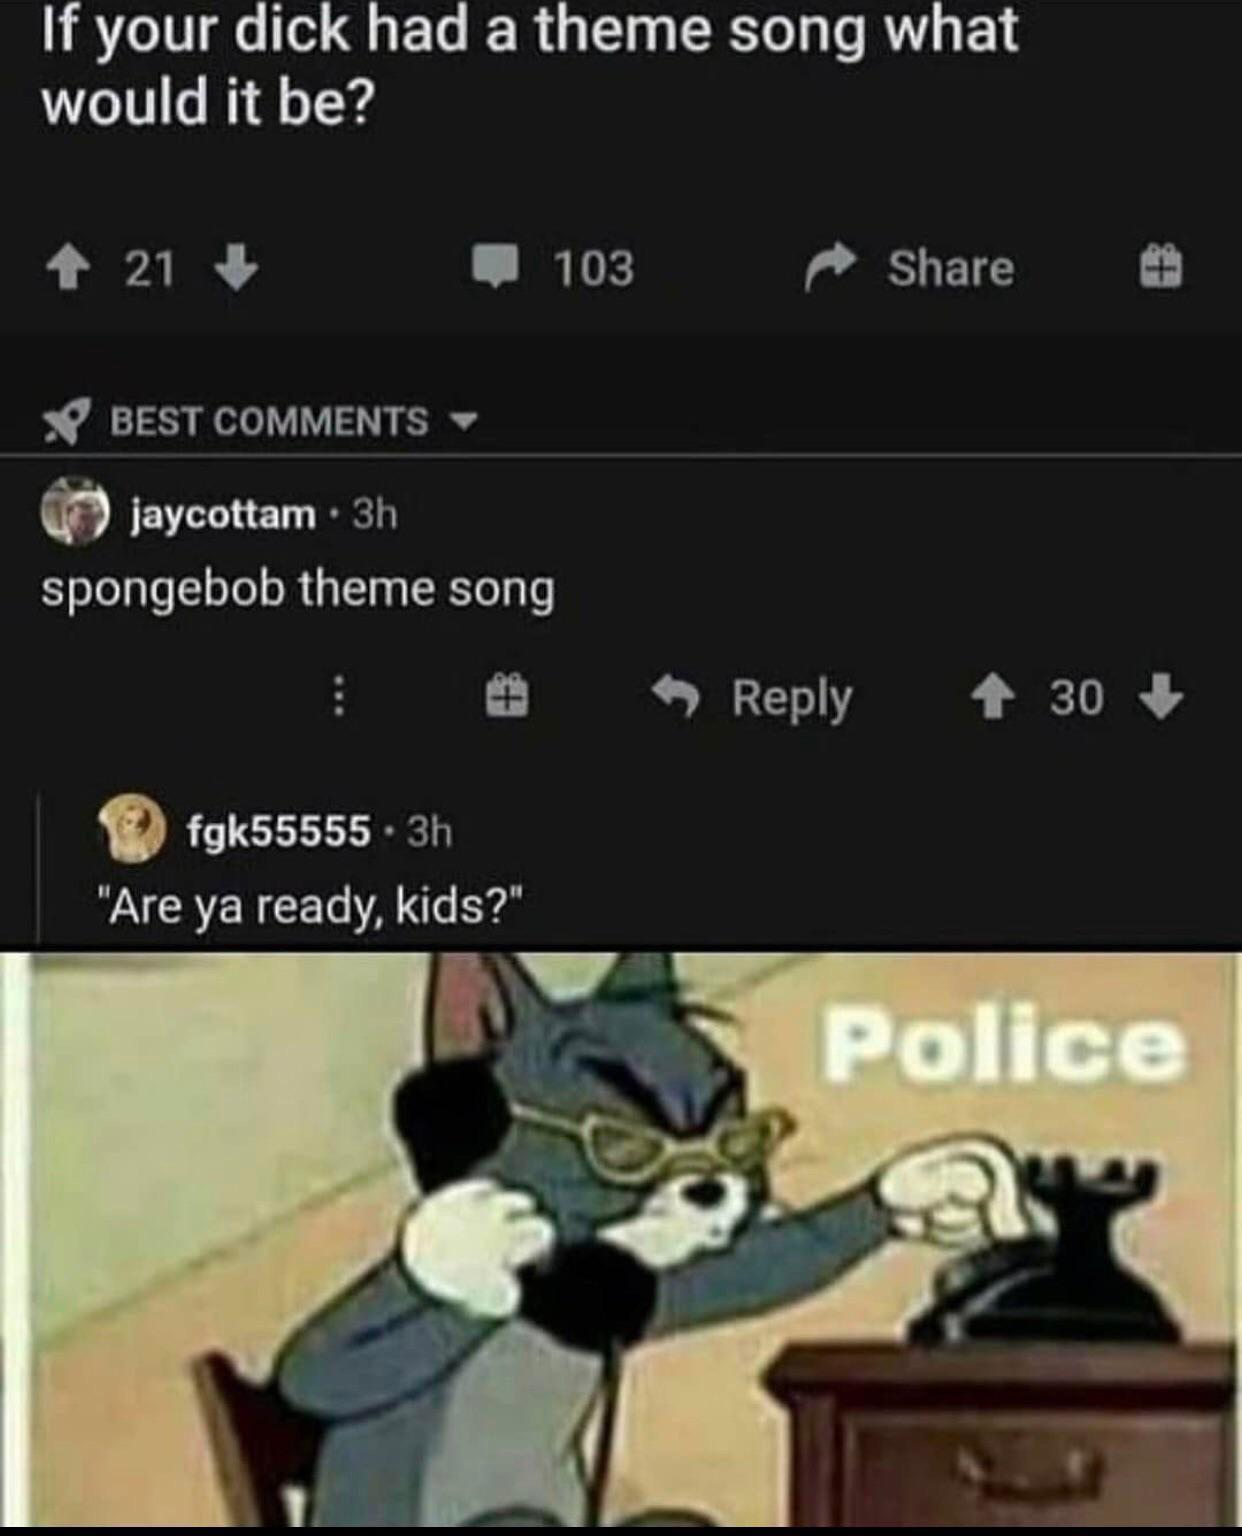 If your dick had a theme song what
would it be?
21 103 Share
BEST COMMENTS
jaycottam · 3h
spongebob theme song
Reply 30
fgk55555 · 3h
"Are ya ready, kids?"
Police